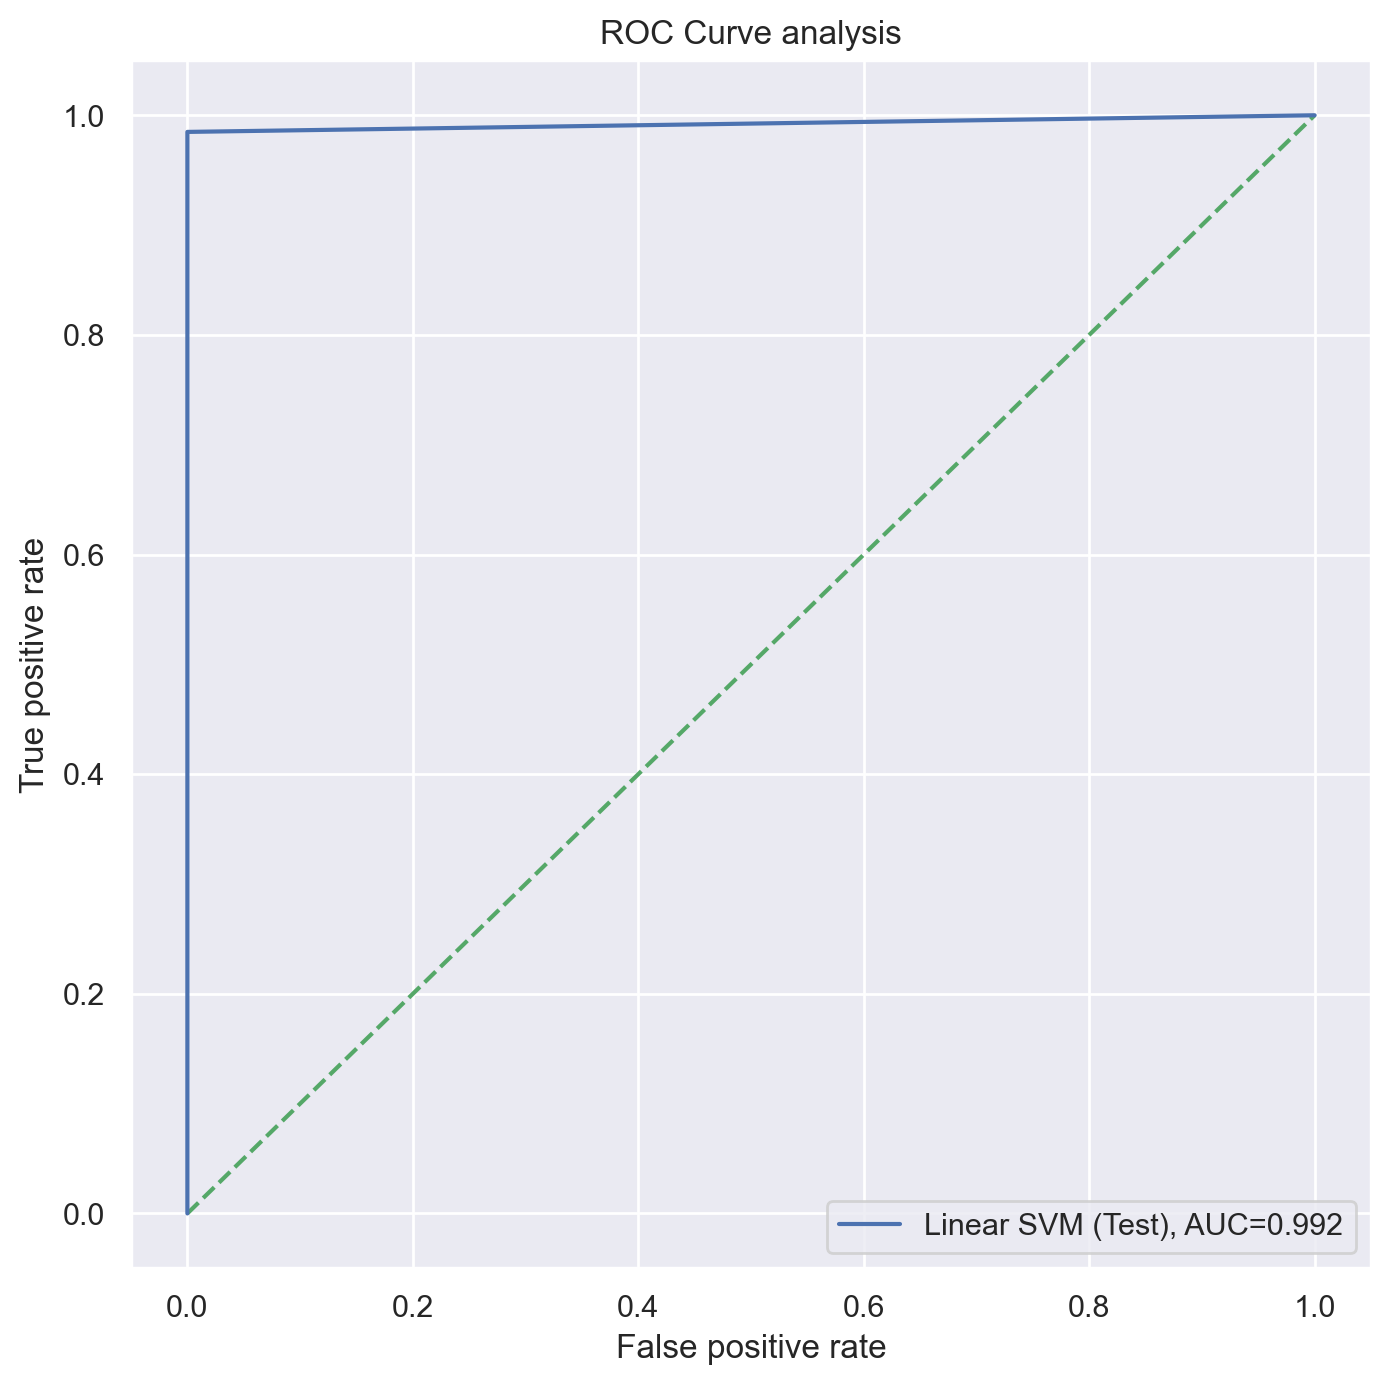 ROC Curve analysis
1.0
0.8
0.6
0.4
0.2
0.0
True positive rate
Linear SVM (Test), AUC=0.992
0.0 0.2 0.4 0.6 0.8 1.0
False positive rate